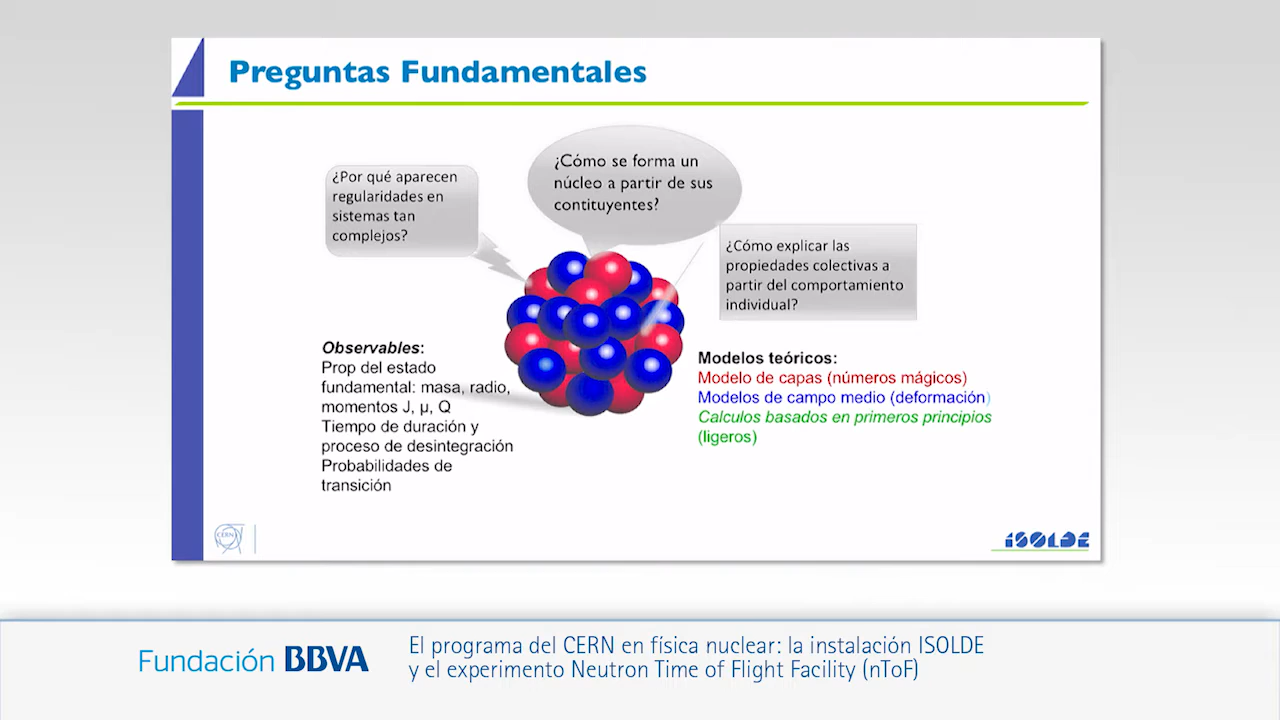 Preguntas Fundamentales
¿Por qué aparecen
regularidades en
sistemas tan
complejos?
¿Cómo se forma un
núcleo a partir de sus
contituyentes?
¿Cómo explicar las
propiedades colectivas a
partir del comportamiento
individual?
Observables:
Prop del estado
fundamental: masa, radio,
momentos J, µ, Q
Tiempo de duración y
proceso de desintegración
Probabilidades de
transición
Modelos teóricos:
Modelo de capas (números mágicos)
Modelos de campo medio (deformación)
Calculos basados en primeros principios
(ligeros)
CERN
ISOLDE
Fundación BBVA
El programa del CERN en física nuclear: la instalación ISOLDE
y el experimento Neutron Time of Flight Facility (nToF)